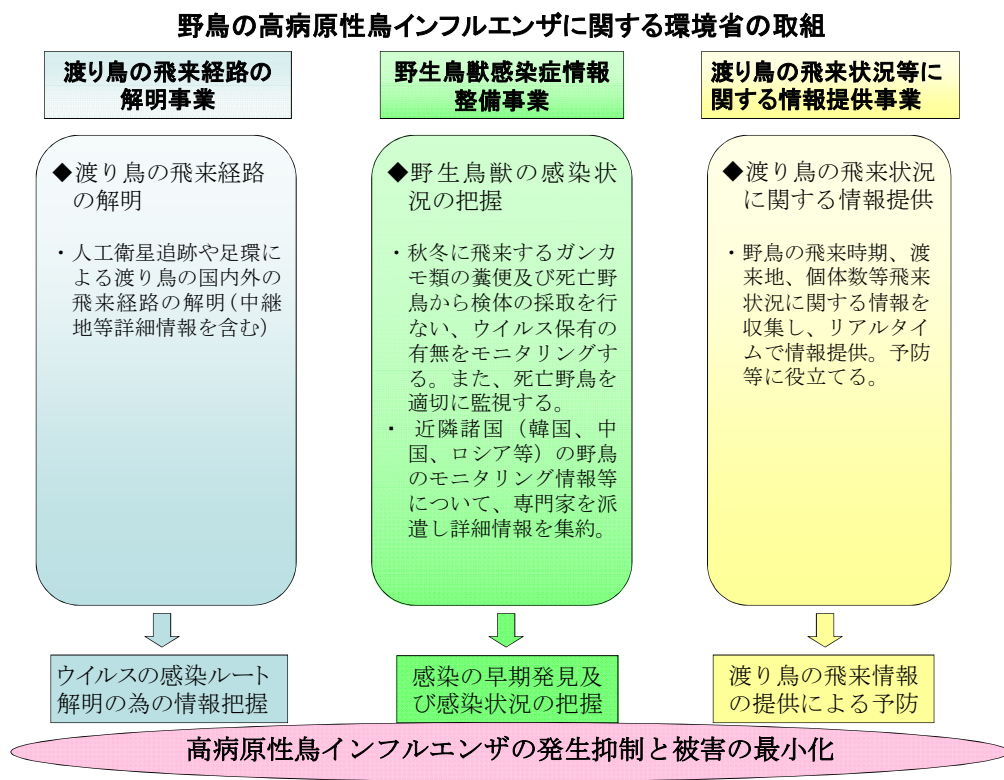 野鳥の高病原性鳥インフルエンザに関する環境省の取組
渡り鳥の飛来経路の
解明事業
◆渡り鳥の飛来経路
の解明
・人工衛星追跡や足環に
よる渡り鳥の国内外の
飛来経路の解明(中継
地等詳細情報を含む)
ウイルスの感染ルート
解明の為の情報把握
野生鳥獣感染症情報
整備事業
◆野生鳥獣の感染状
況の把握
・秋冬に飛来するガンカ
モ類の糞便及び死亡野
鳥から検体の採取を行
ない、ウイルス保有の
有無をモニタリングす
る。また、死亡野鳥を
適切に監視する。
・ 近隣諸国（韓国、中
国、ロシア等）の野鳥
のモニタリング情報等
について、専門家を派
遣し詳細情報を集約。
感染の早期発見及
び感染状況の把握
渡り鳥の飛来状況等に
関する情報提供事業
◆渡り鳥の飛来状況
に関する情報提供
・野鳥の飛来時期、渡
来地、個体数等飛来
状況に関する情報を
収集し、リアルタイ
ムで情報提供。予防
等に役立てる。
渡り鳥の飛来情報
の提供による予防
高病原性鳥インフルエンザの発生抑制と被害の最小化